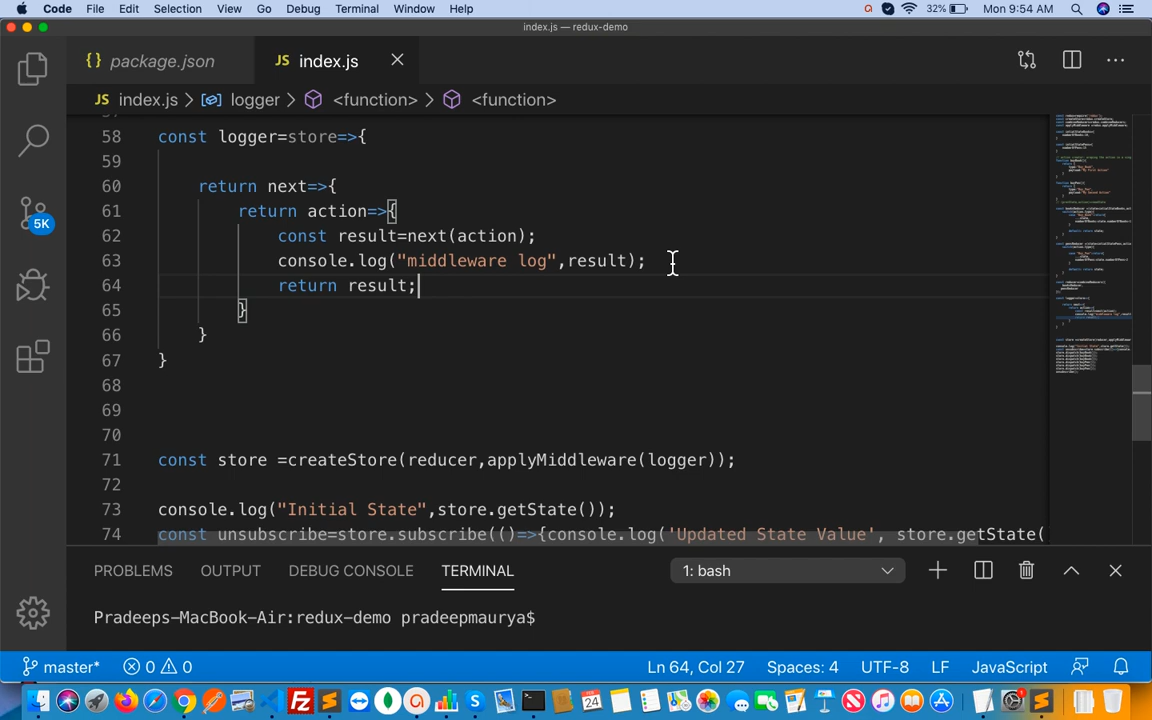 Code File Edit Selection View Go Debug Terminal Window Help 32% Mon 9:54 AM
index.js — redux-demo
{} package.json JS index.js
JS index.js > logger > <function> > <function>
58 const logger=store=>{
59
60 return next=>{
61 return action=>{
62 const result=next(action);
63 console.log("middleware log",result);
64 return result;
65 }
66 }
67 }
68
69
70
71 const store =createStore(reducer,applyMiddleware(logger));
72
73 console.log("Initial State",store.getState());
74 const unsubscribe=store.subscribe(()=>{console.log('Updated State Value', store.getState(
5K
PROBLEMS OUTPUT DEBUG CONSOLE TERMINAL 1: bash
Pradeeps-MacBook-Air:redux-demo pradeepmaurya$
master* 0 0 Ln 64, Col 27 Spaces: 4 UTF-8 LF JavaScript